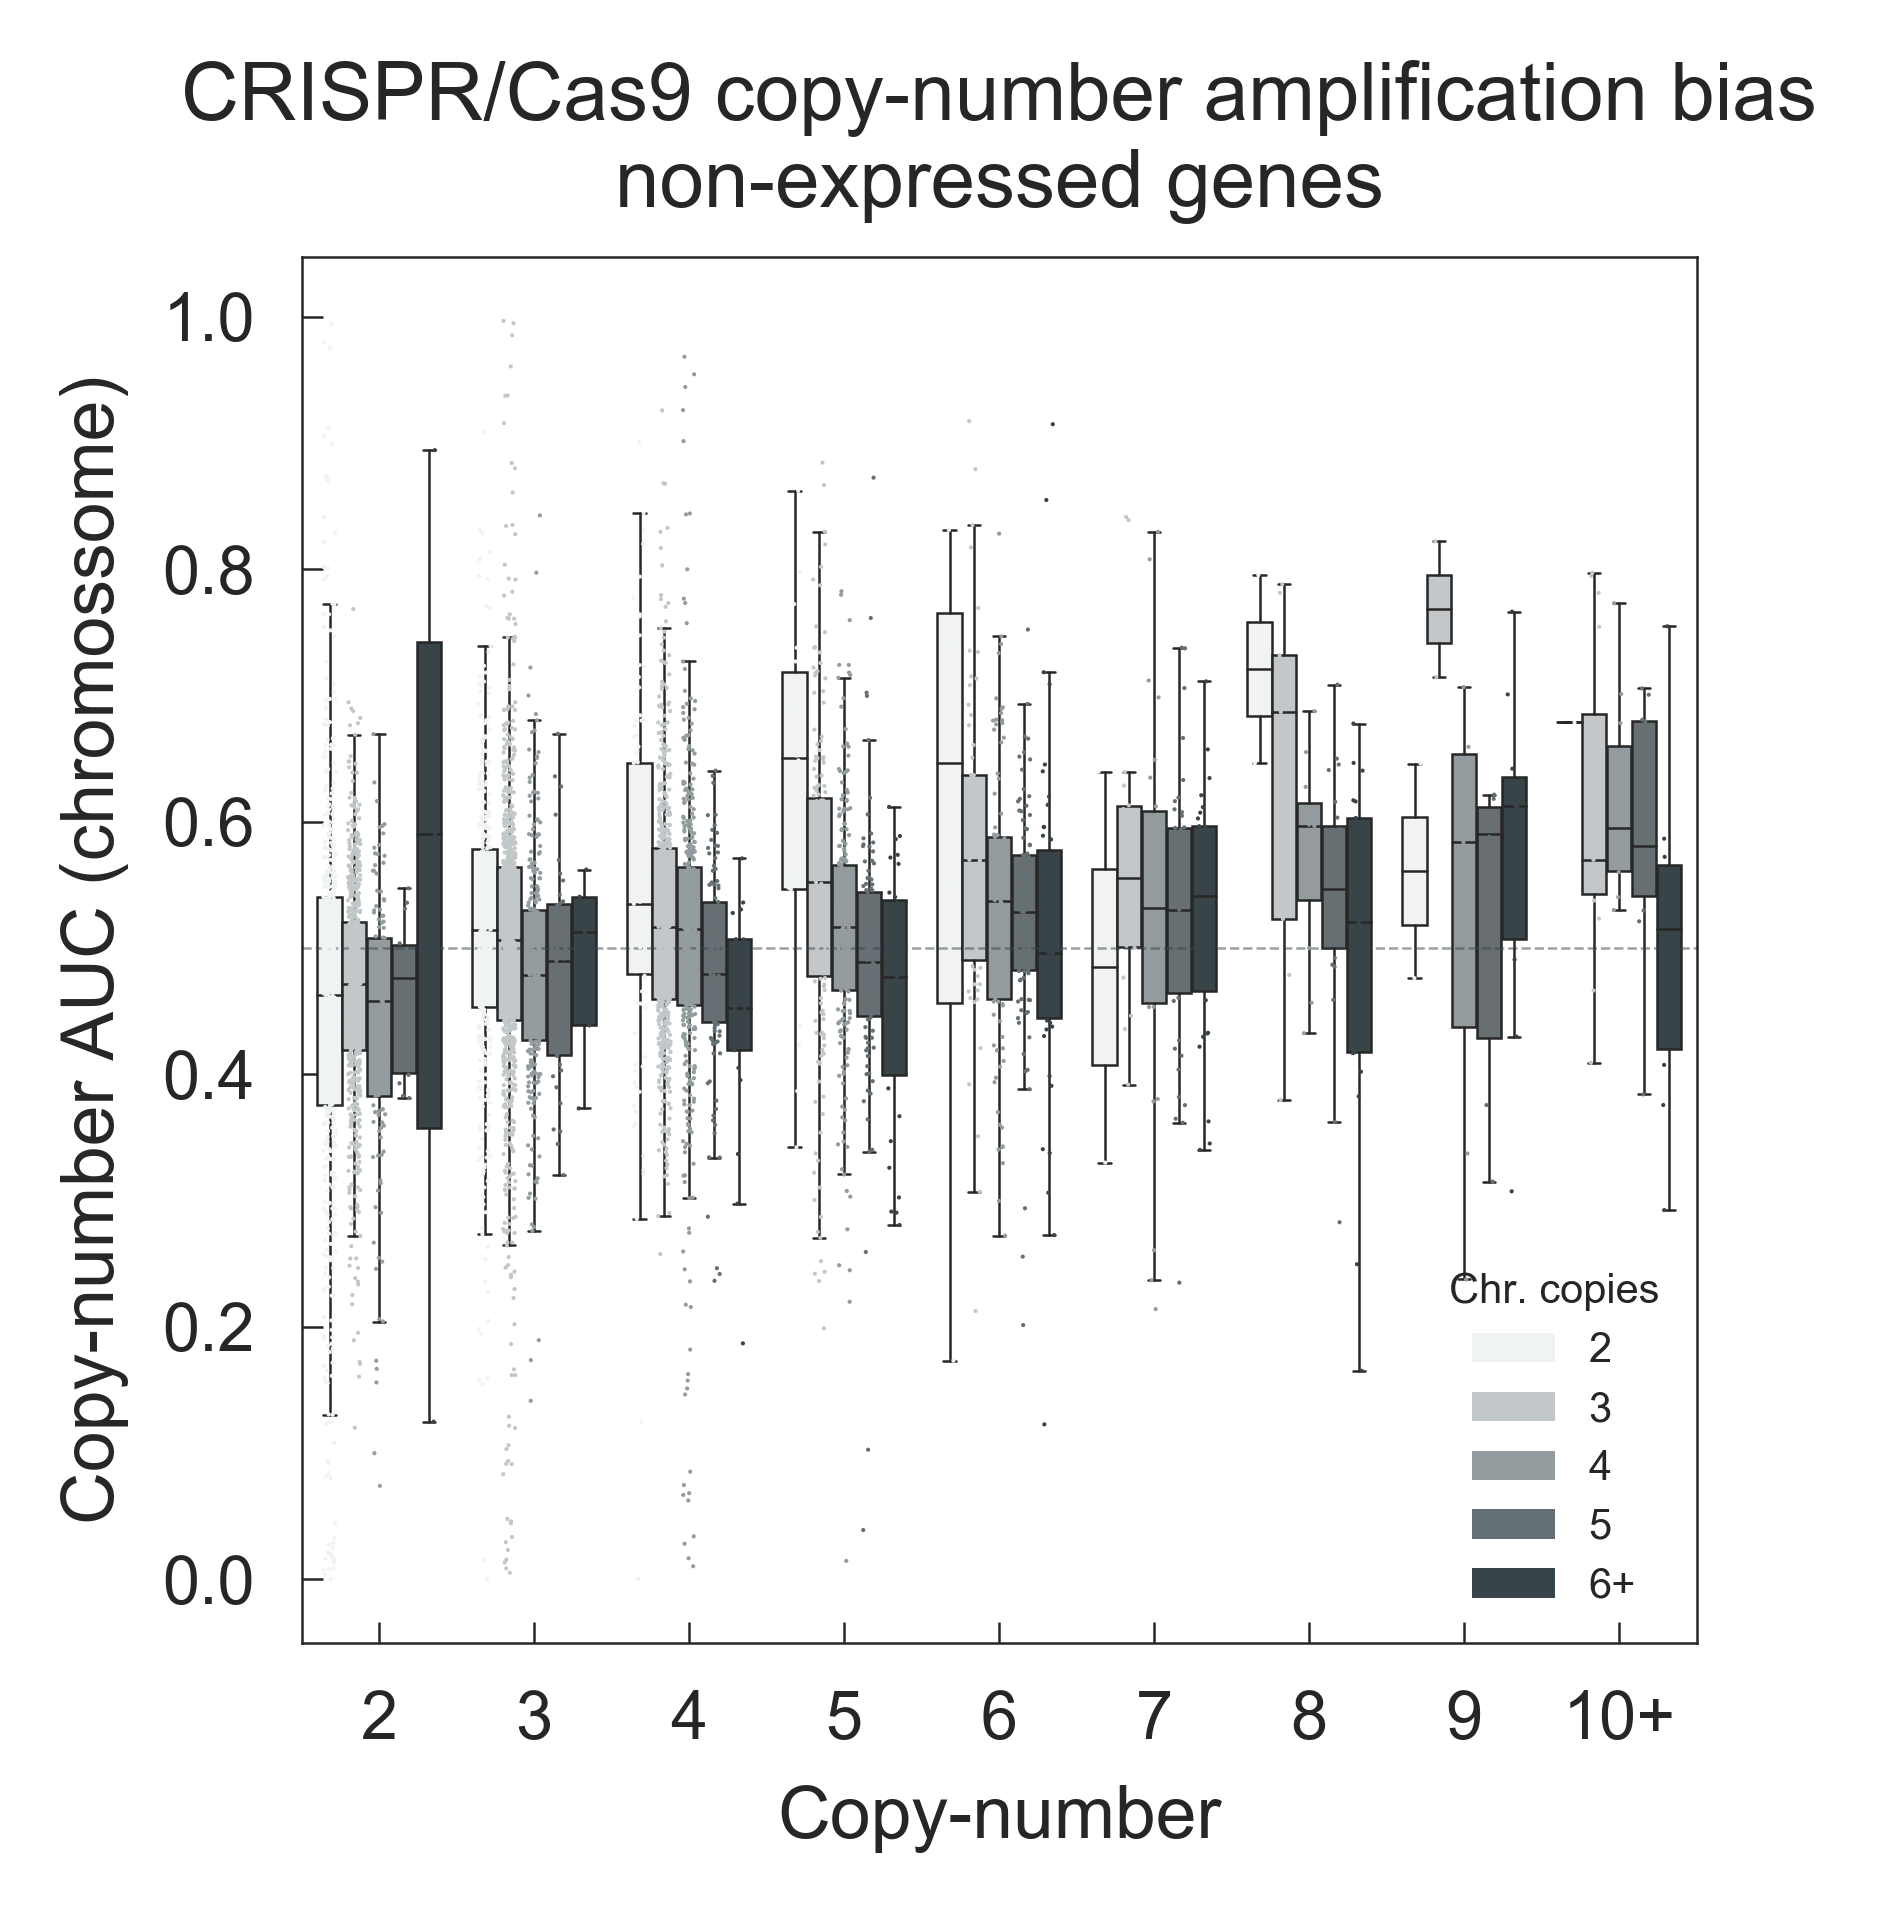 CRISPR/Cas9 copy-number amplification bias
non-expressed genes
Copy-number AUC (chromossome)
1.0
0.8
0.6
0.4
0.2
0.0
Chr. copies
2
3
4
5
6+
2 3 4 5 6 7 8 9 10+
Copy-number